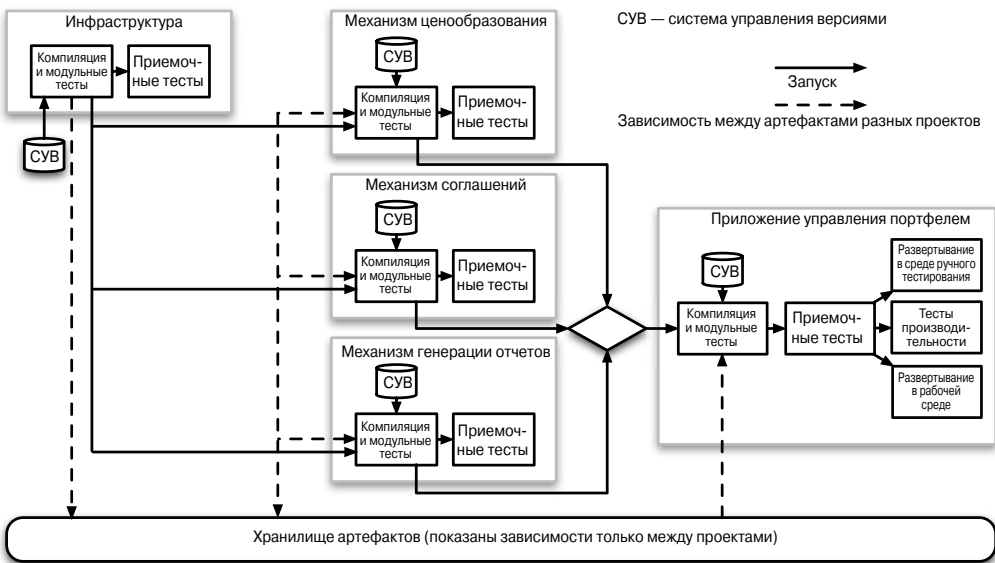 Инфраструктура
Компиляция
и модульные
тесты
Приемоч-
ные тесты
СУВ
Механизм ценообразования
СУВ
Компиляция
и модульные
тесты
Приемоч-
ные тесты
СУВ — система управления версиями
Запуск
Зависимость между артефактами разных проектов
Механизм соглашений
СУВ
Компиляция
и модульные
тесты
Приемоч-
ные тесты
Механизм генерации отчетов
СУВ
Компиляция
и модульные
тесты
Приемоч-
ные тесты
Приложение управления портфелем
СУВ
Компиляция
и модульные
тесты
Приемоч-
ные тесты
Развертывание
в среде ручного
тестирования
Тесты
производи-
тельности
Развертывание
в рабочей
среде
Хранилище артефактов (показаны зависимости только между проектами)